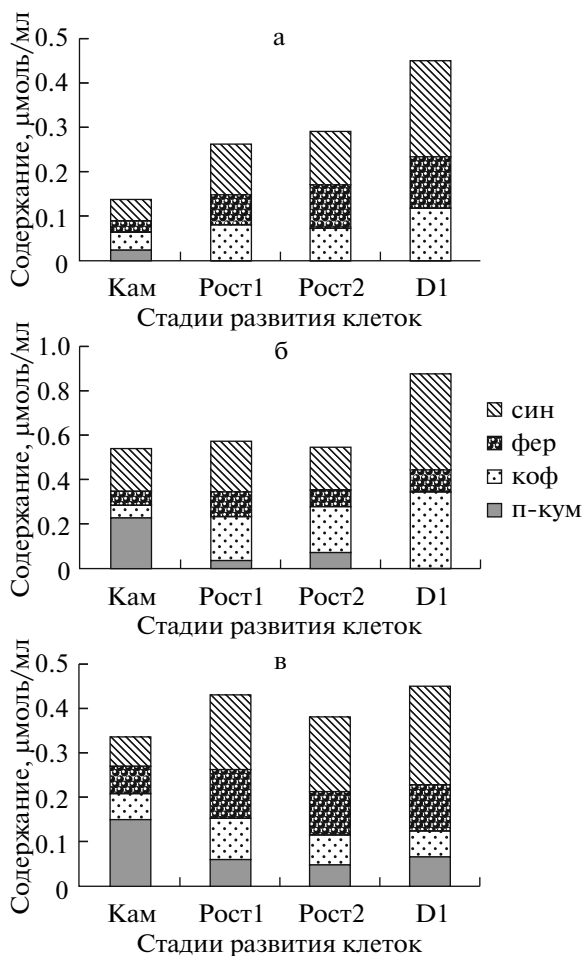 а
Содержание, μмоль/мл
0.5
0.4
0.3
0.2
0.1
0
Кам Рост1 Рост2 D1
Стадии развития клеток
б
Содержание, μмоль/мл
1.0
0.8
0.6
0.4
0.2
0
Кам Рост1 Рост2 D1
Стадии развития клеток
син
фер
коф
п-кум
в
Содержание, μмоль/мл
0.5
0.4
0.3
0.2
0.1
0
Кам Рост1 Рост2 D1
Стадии развития клеток